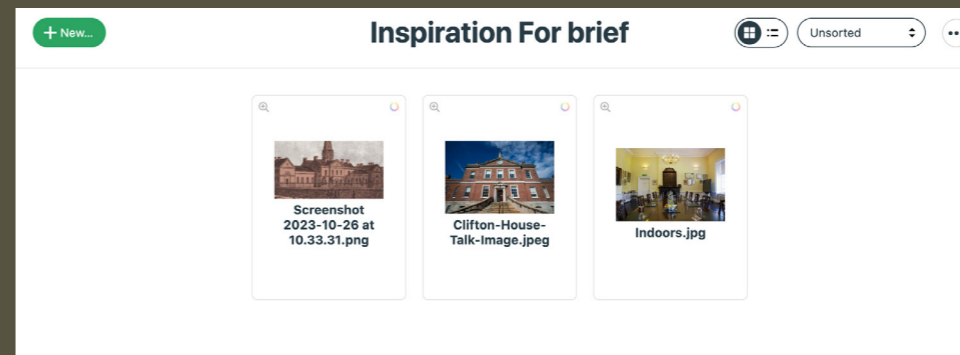 + New...
Inspiration For brief
Unsorted
Screenshot
2023-10-26 at
10.33.31.png
Clifton-House-
Talk-Image.jpeg
Indoors.jpg